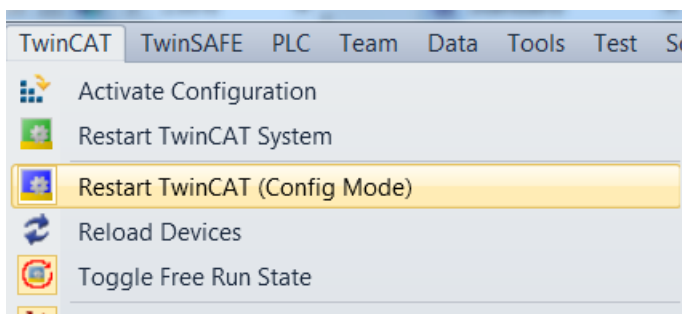 TwinCAT TwinSAFE PLC Team Data Tools Test
Activate Configuration
Restart TwinCAT System
Restart TwinCAT (Config Mode)
Reload Devices
Toggle Free Run State